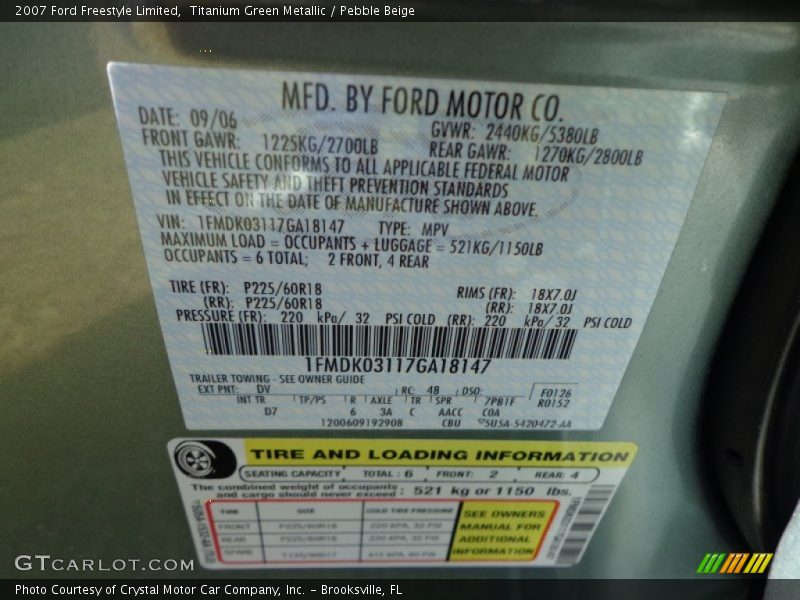 2007 Ford Freestyle Limited,  Titanium Green Metallic / Pebble Beige
MFD. BY FORD MOTOR CO.
DATE: 09/06 GVWR: 2440KG/5380LB
FRONT GAWR: 1225KG/2700LB REAR GAWR: 1270KG/2800LB
THIS VEHICLE CONFORMS TO ALL APPLICABLE FEDERAL MOTOR
VEHICLE SAFETY AND THEFT PREVENTION STANDARDS
IN EFFECT ON THE DATE OF MANUFACTURE SHOWN ABOVE.
VIN: 1FMDK03117GA18147 TYPE: MPV
MAXIMUM LOAD = OCCUPANTS + LUGGAGE = 521KG/1150LB
OCCUPANTS = 6 TOTAL; 2 FRONT, 4 REAR
TIRE (FR): P225/60R18 RIMS (FR): 18X7.0J
(RR): P225/60R18 (RR): 18X7.0J
PRESSURE (FR): 220 kPa/ 32 PSI COLD (RR): 220 kPa/ 32 PSI COLD
1FMDK03117GA18147
TRAILER TOWING - SEE OWNER GUIDE
EXT PNT: DV RC: 48 DSO: F0126
INT TR TP/PS R AXLE TR SPR 7PB1F R0152
D7 6 3A C AACC C0A
1200609192908 CBU 5U5A-5420472-AA
TIRE AND LOADING INFORMATION
SEATING CAPACITY TOTAL : 6 FRONT: 2 REAR: 4
The combined weight of occupants
and cargo should never exceed : 521 kg or 1150 lbs.
TIRE SIZE COLD TIRE PRESSURE SEE OWNERS
FRONT P225/60R18 220 KPA, 32 PSI MANUAL FOR
REAR P225/60R18 220 KPA, 32 PSI ADDITIONAL
SPARE INFORMATION
GTcarlot.com
Photo Courtesy of Crystal Motor Car Company, Inc. – Brooksville, FL